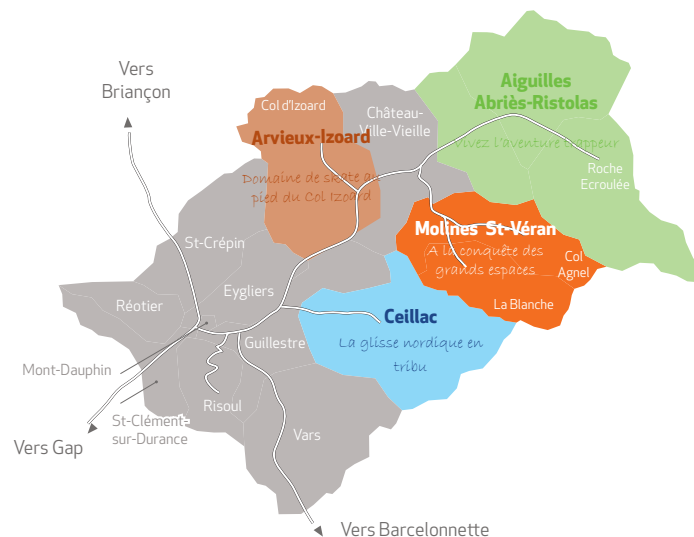 Vers
Briançon
Aiguilles
Abriès-Ristolas
Vivez l'aventure trappeur
Roche
Ecroulée
Col d'Izoard
Château-
Ville-Vieille
Arvieux-Izoard
Domaine de skate au
pied du Col Izoard
Molines St-Véran
A la conquête des
grands espaces
Col
Agnel
La Blanche
St-Crépin
Réotier
Eygliers
Ceillac
La glisse nordique en
tribu
Guillestre
Mont-Dauphin
Risoul
St-Clément-
sur-Durance
Vars
Vers Gap
Vers Barcelonnette